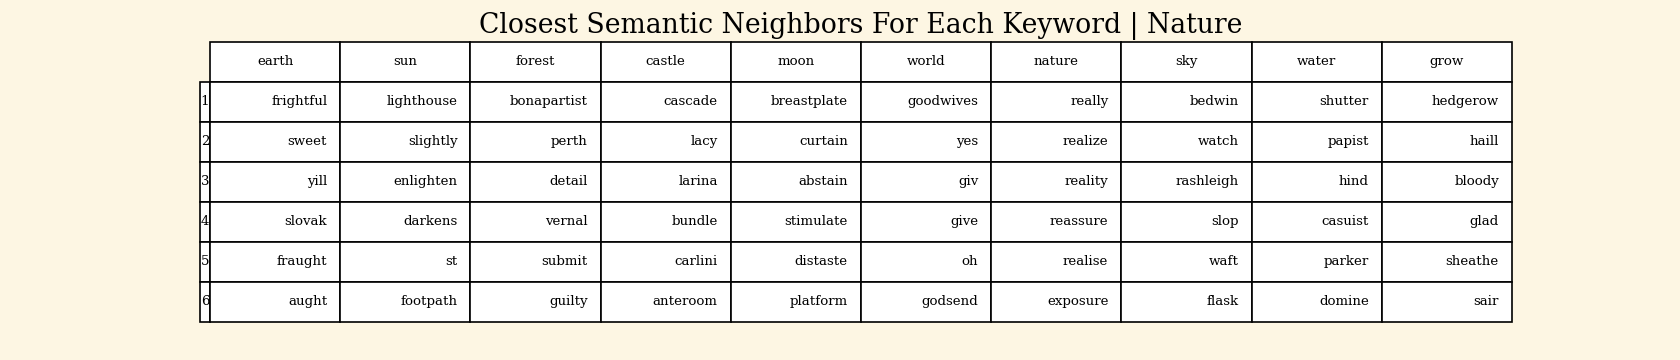 Closest Semantic Neighbors For Each Keyword | Nature
earth sun forest castle moon world nature sky water grow
1 frightful lighthouse bonapartist cascade breastplate goodwives really bedwin shutter hedgerow
2 sweet slightly perth lacy curtain yes realize watch papist haill
3 yill enlighten detail larina abstain giv reality rashleigh hind bloody
4 slovak darkens vernal bundle stimulate give reassure slop casuist glad
5 fraught st submit carlini distaste oh realise waft parker sheathe
6 aught footpath guilty anteroom platform godsend exposure flask domine sair